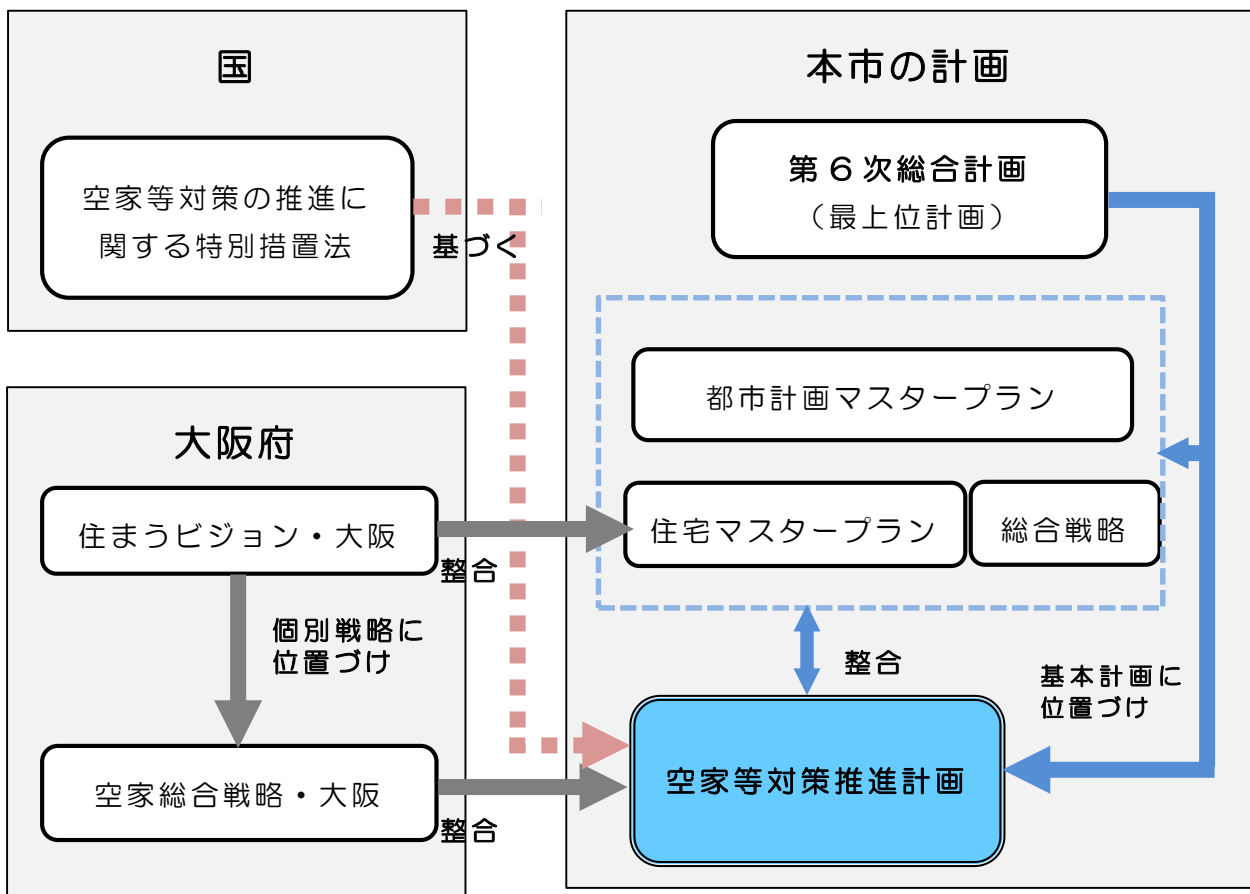 国
空家等対策の推進に
関する特別措置法
基づく
大阪府
住まうビジョン・大阪
整合
個別戦略に
位置づけ
空家総合戦略・大阪
整合
本市の計画
第６次総合計画
（最上位計画）
都市計画マスタープラン
住宅マスタープラン
総合戦略
整合
基本計画に
位置づけ
空家等対策推進計画